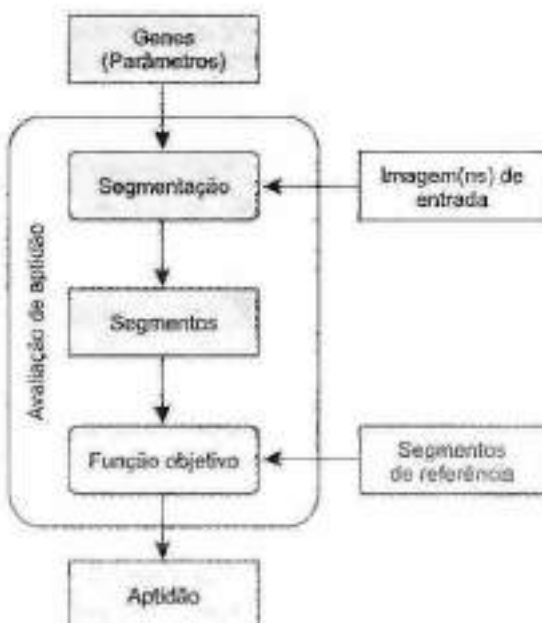 Genes
(Parâmetros)
Segmentação
Imagem(ns) de
entrada
Avaliação de aptidão
Segmentos
Função objetivo
Segmentos
de referência
Aptidão